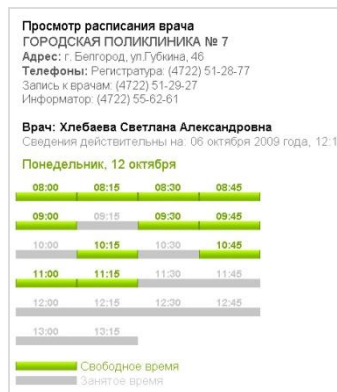 Просмотр расписания врача
ГОРОДСКАЯ ПОЛИКЛИНИКА № 7
Адрес: г. Белгород, ул.Губкина, 46
Телефоны: Регистратура: (4722) 51-28-77
Запись к врачам: (4722) 51-29-27
Информатор: (4722) 55-62-61
Врач: Хлебаева Светлана Александровна
Сведения действительны на: 06 октября 2009 года, 12:1
Понедельник, 12 октября
08:00 08:15 08:30 08:45
09:00 09:15 09:30 09:45
10:00 10:15 10:30 10:45
11:00 11:15 11:30 11:45
12:00 12:15 12:30 12:45
13:00 13:15
Свободное время
Занятое время